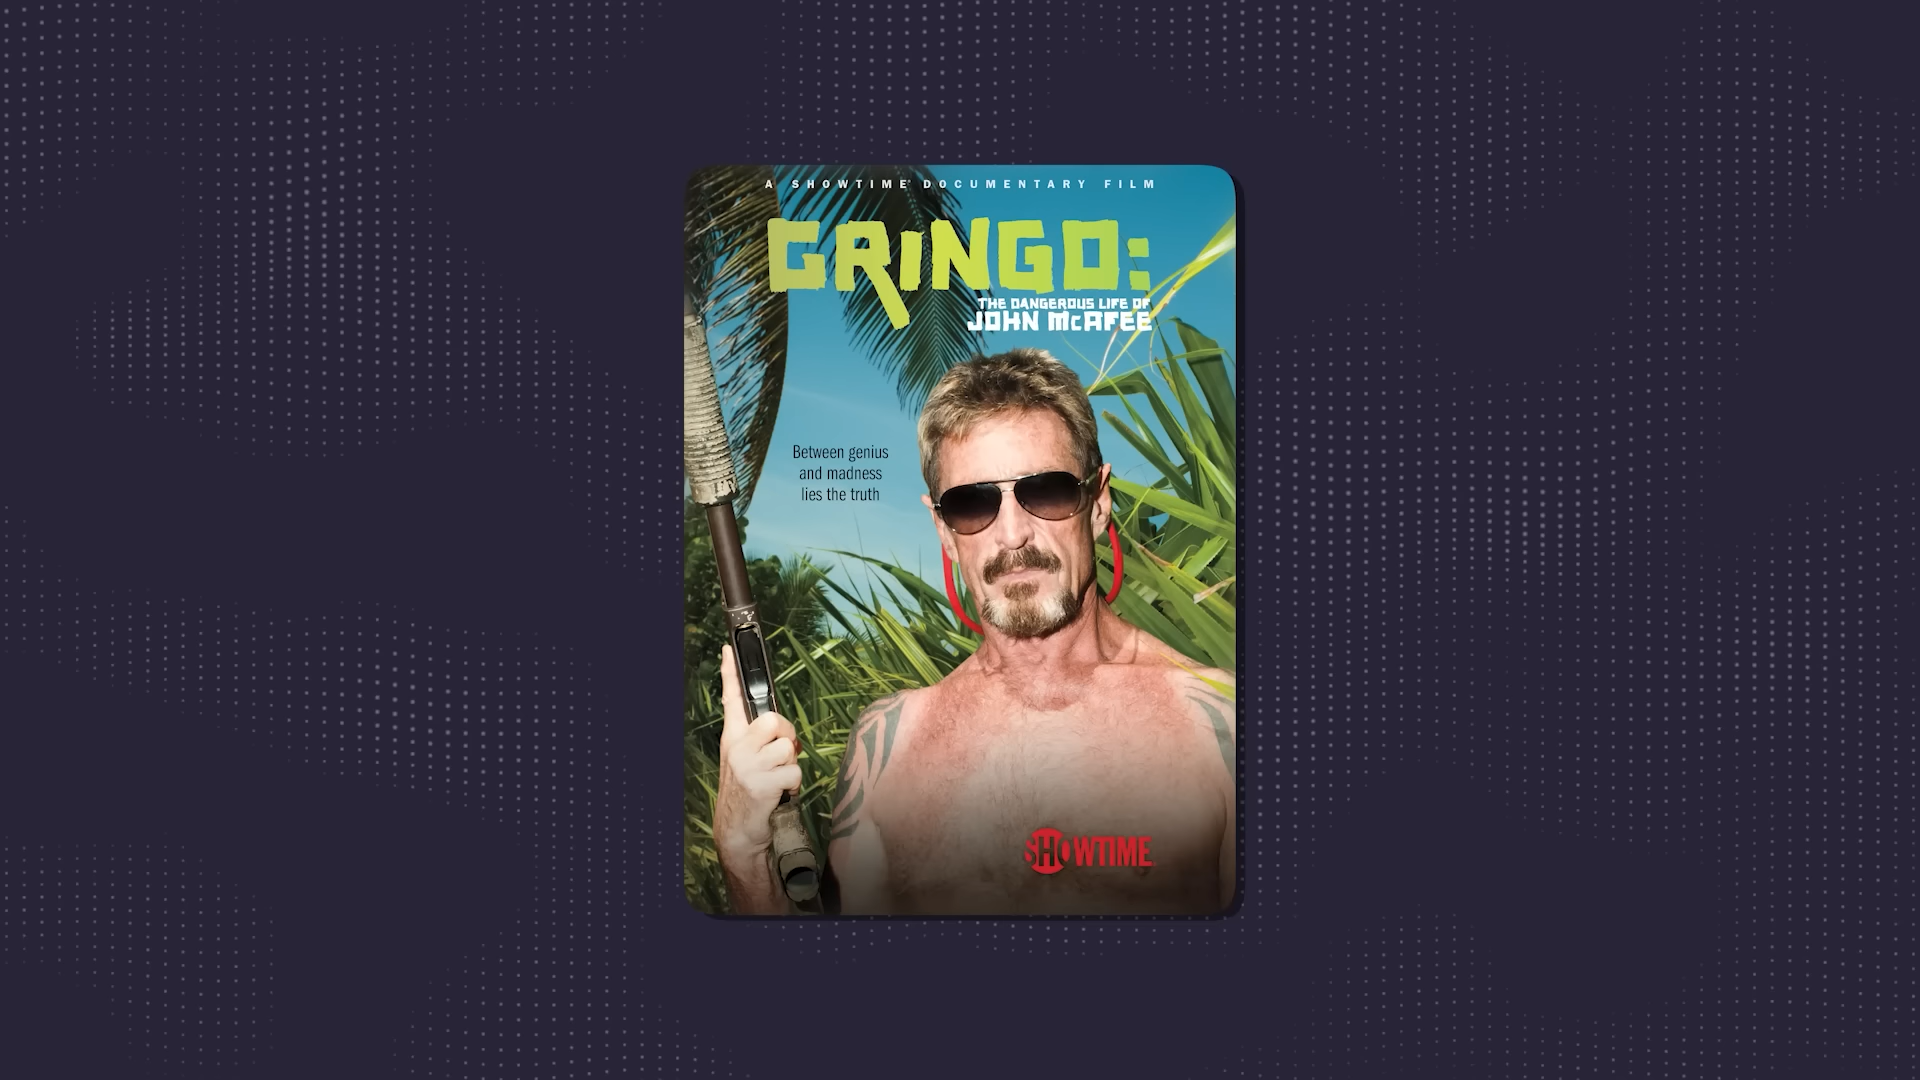 A SHOWTIME DOCUMENTARY FILM
GRINGO:
THE DANGEROUS LIFE OF
JOHN McAFEE
Between genius
and madness
lies the truth
SHOWTIME